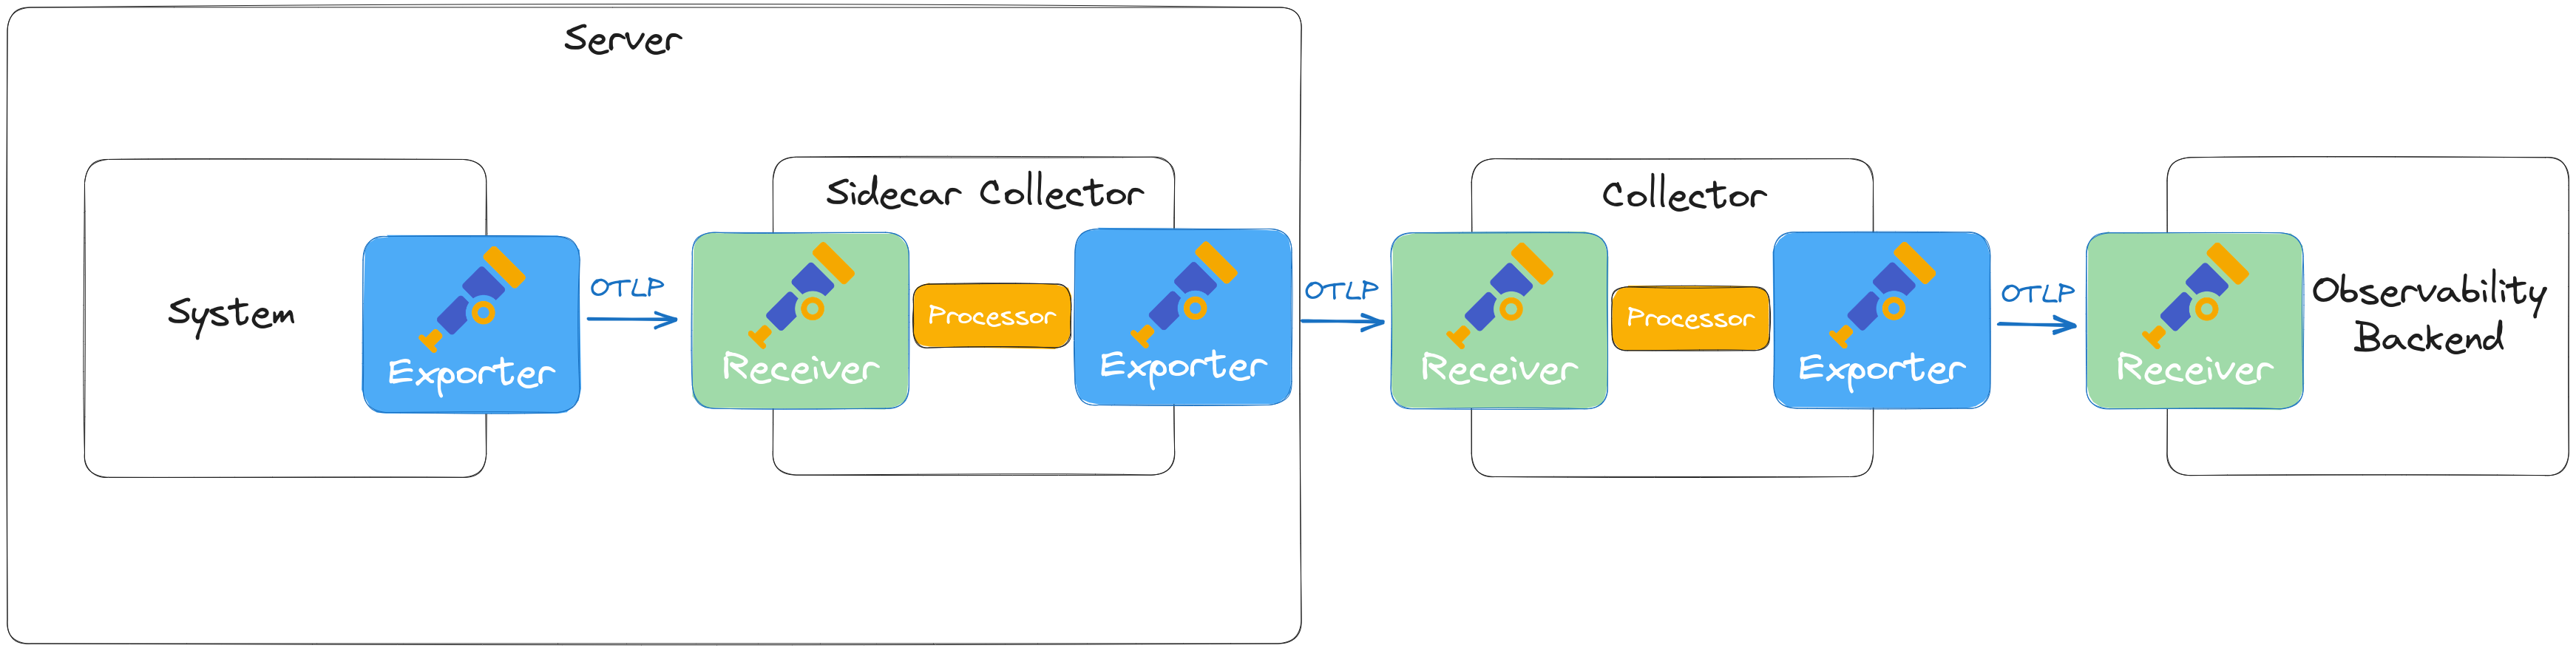 Server
System
Exporter
OTLP
Sidecar Collector
Receiver
Processor
Exporter
OTLP
Collector
Receiver
Processor
Exporter
OTLP
Receiver
Observability
Backend